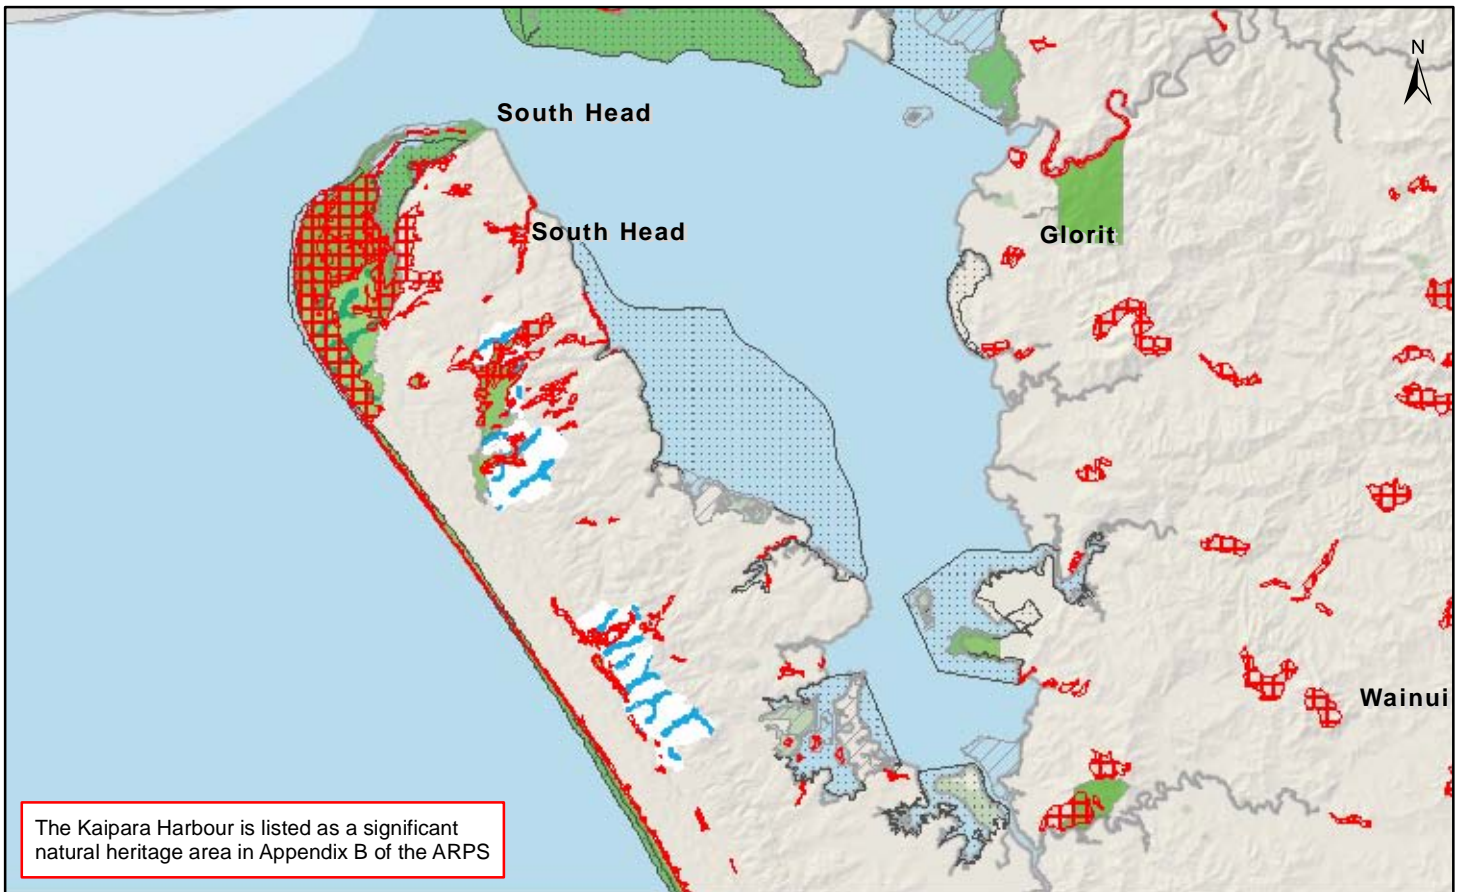 N
South Head
South Head
Glorit
Wainui
The Kaipara Harbour is listed as a significant
natural heritage area in Appendix B of the ARPS